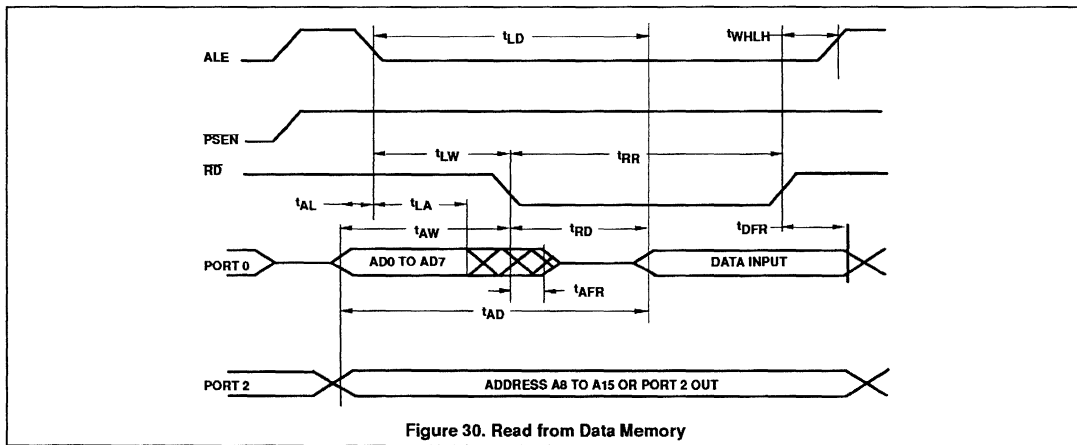 tLD
tWHLH
ALE
PSEN
tLW
tRR
RD
tAL
tLA
tAW
tRD
tDFR
PORT 0
AD0 TO AD7
DATA INPUT
tAFR
tAD
PORT 2
ADDRESS A8 TO A15 OR PORT 2 OUT
Figure 30. Read from Data Memory